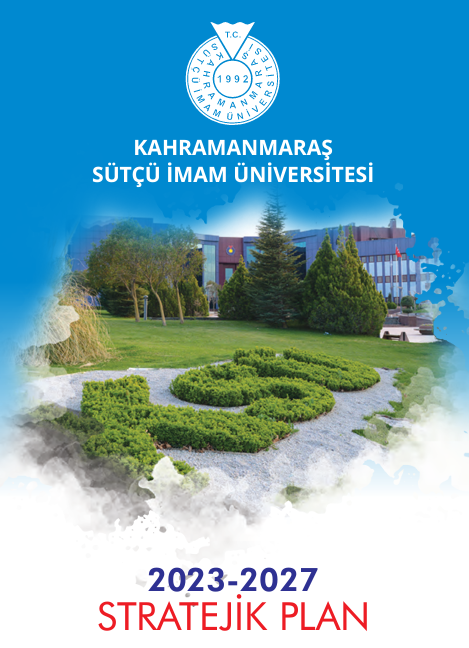 T.C.
KAHRAMANMARAŞ
SÜTÇÜ İMAM ÜNİVERSİTESİ
1992
KAHRAMANMARAŞ
SÜTÇÜ İMAM ÜNİVERSİTESİ
2023-2027
STRATEJİK PLAN